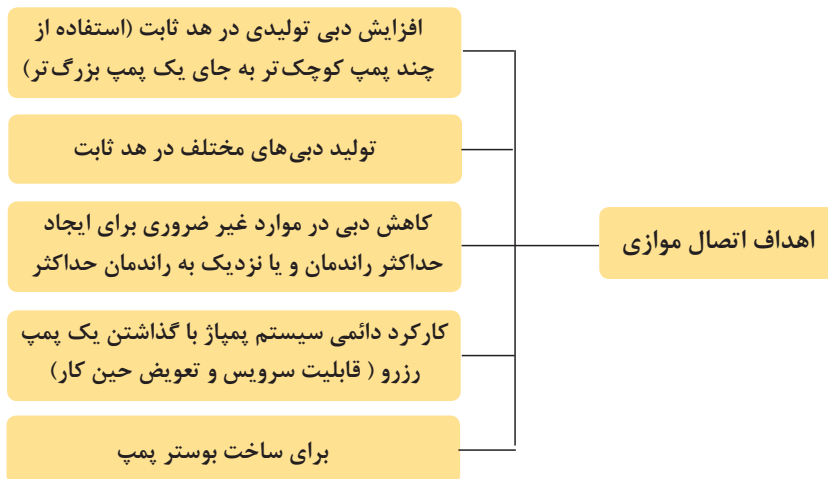 اهداف اتصال موازی
افزایش دبی تولیدی در هد ثابت (استفاده از
چند پمپ کوچک‌تر به جای یک پمپ بزرگ‌تر)
تولید دبی‌های مختلف در هد ثابت
کاهش دبی در موارد غیر ضروری برای ایجاد
حداکثر راندمان و یا نزدیک به راندمان حداکثر
کارکرد دائمی سیستم پمپاژ با گذاشتن یک پمپ
رزرو ( قابلیت سرویس و تعویض حین کار)
برای ساخت بوستر پمپ